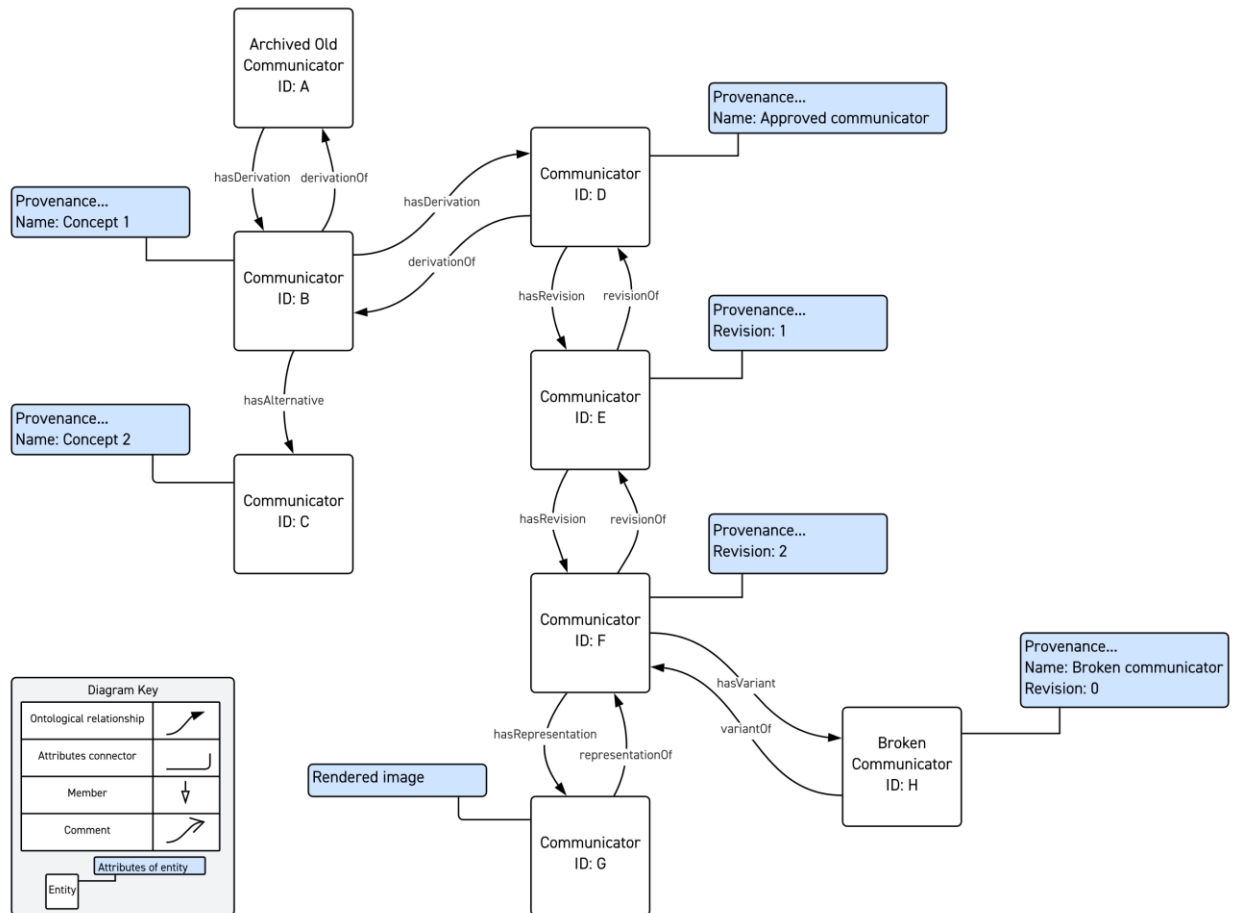 Archived Old
Communicator
ID: A
Provenance...
Name: Approved communicator
hasDerivation
derivationOf
Communicator
ID: D
Provenance...
Name: Concept 1
hasDerivation
Communicator
ID: B
derivationOf
hasRevision
revisionOf
Provenance...
Revision: 1
Communicator
ID: E
hasAlternative
Provenance...
Name: Concept 2
Communicator
ID: C
hasRevision
revisionOf
Provenance...
Revision: 2
Communicator
ID: F
Provenance...
Name: Broken communicator
Revision: 0
hasVariant
variantOf
hasRepresentation
representationOf
Broken
Communicator
ID: H
Rendered image
Communicator
ID: G
Diagram Key
Ontological relationship
Attributes connector
Member
Comment
Attributes of entity
Entity